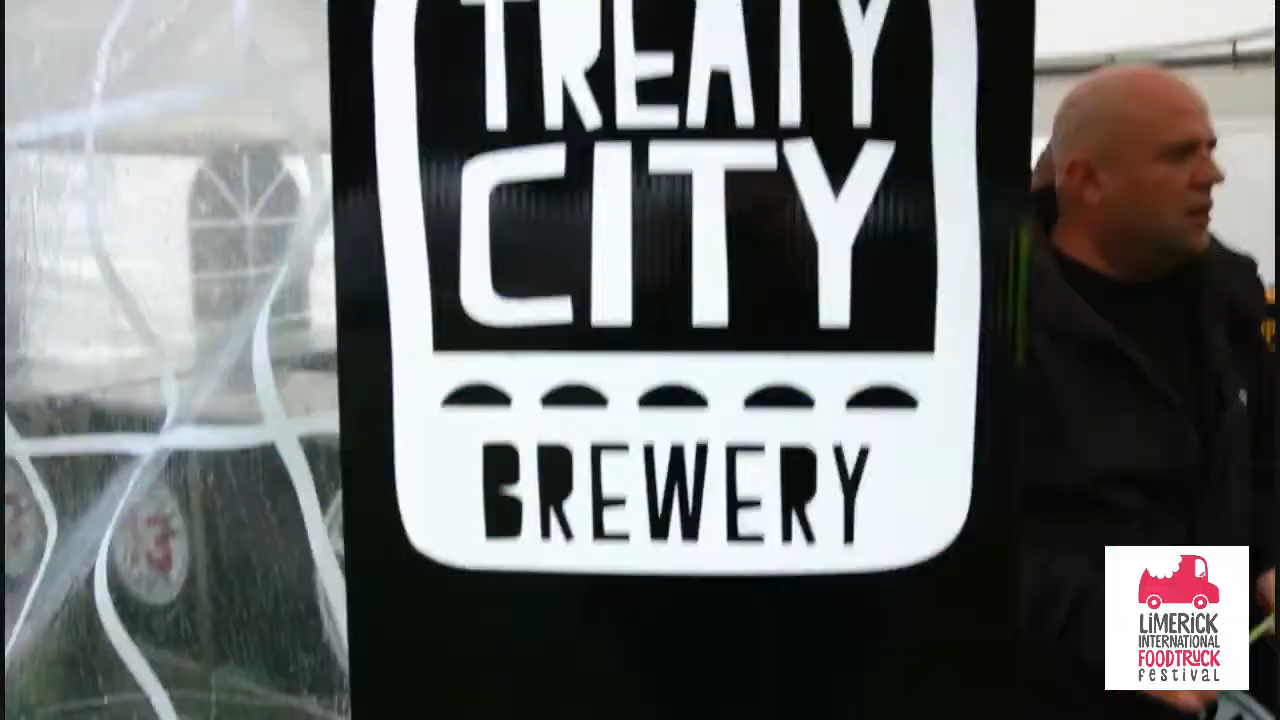 TREATY
CITY
BREWERY
LiMERiCK
INTERNATIONAL
FOODTRUCK
festival